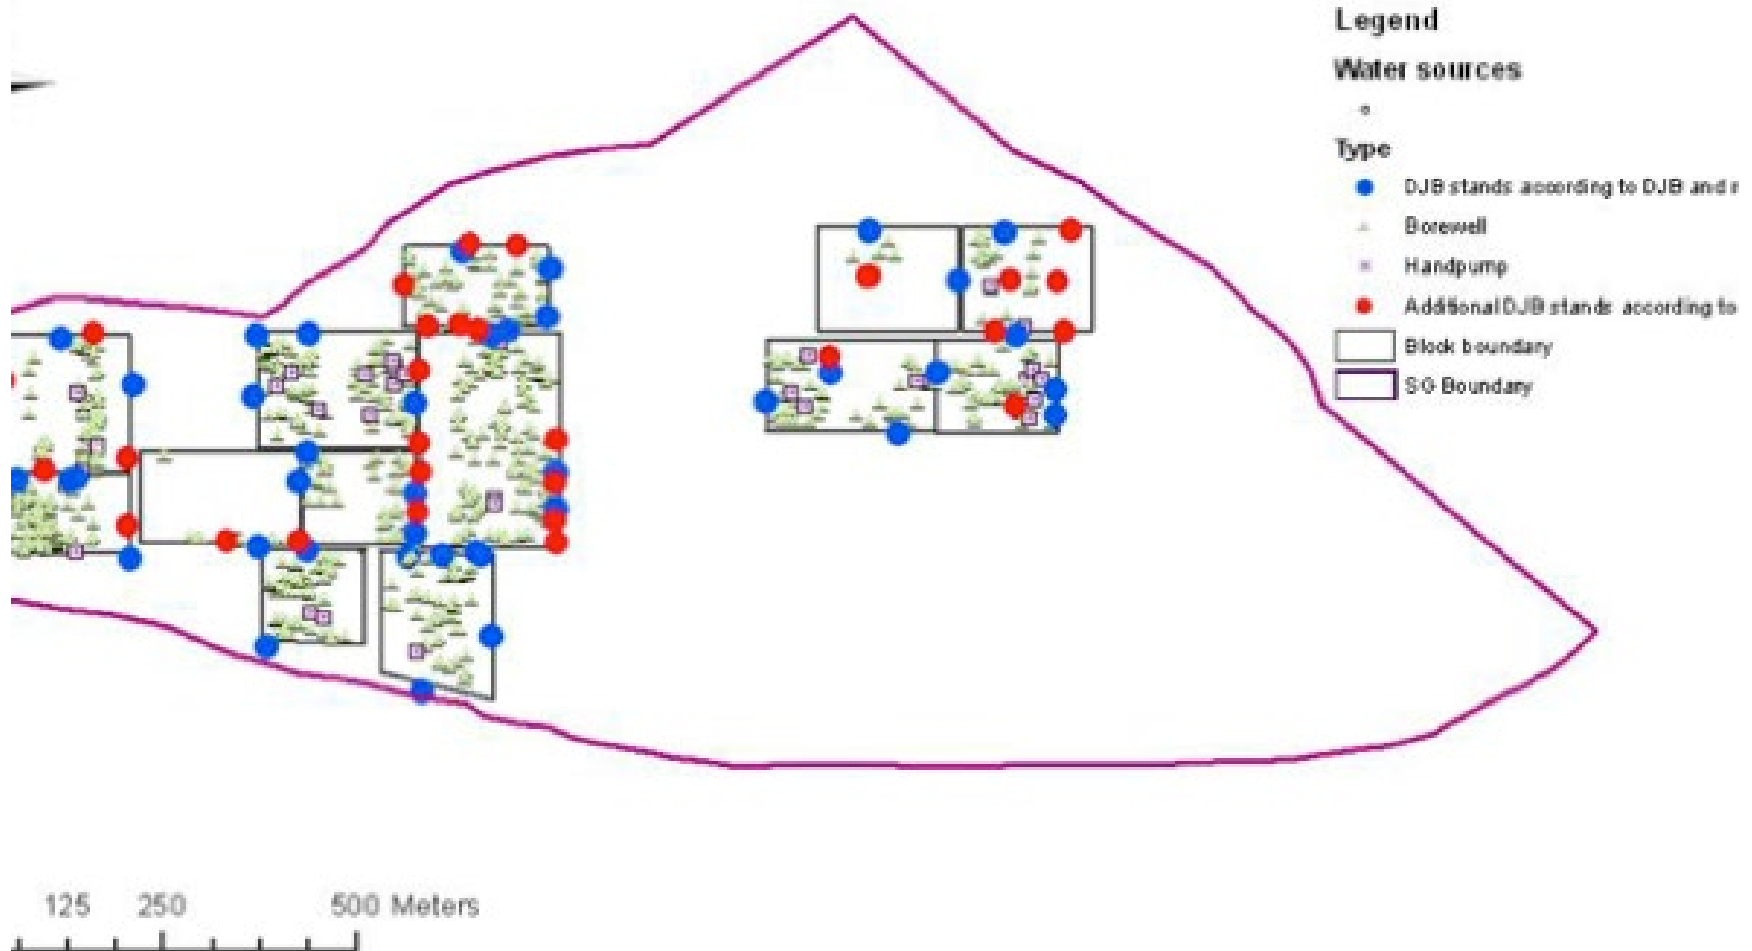 Legend
Water sources
Type
DJB stands according to DJB and
Borewell
Handpump
Additional DJB stands according to
Block boundary
SG Boundary
125 250 500 Meters